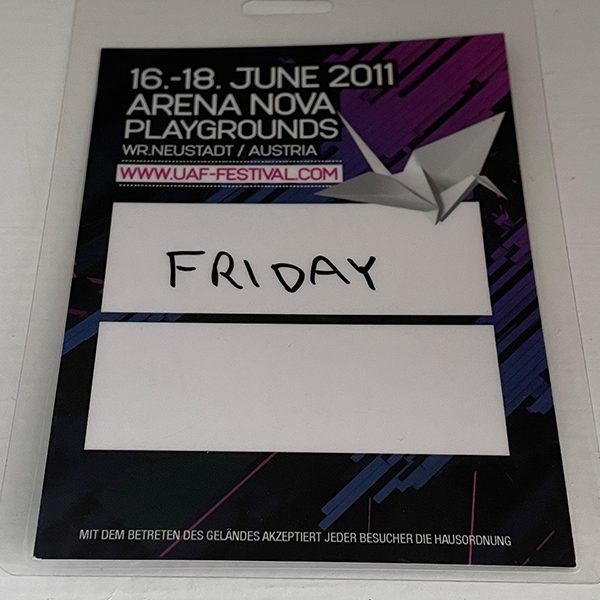 16.-18. JUNE 2011
ARENA NOVA
PLAYGROUNDS
WR.NEUSTADT / AUSTRIA
WWW.UAF-FESTIVAL.COM
FRIDAY
MIT DEM BETRETEN DES GELÄNDES AKZEPTIERT JEDER BESUCHER DIE HAUSORDNUNG